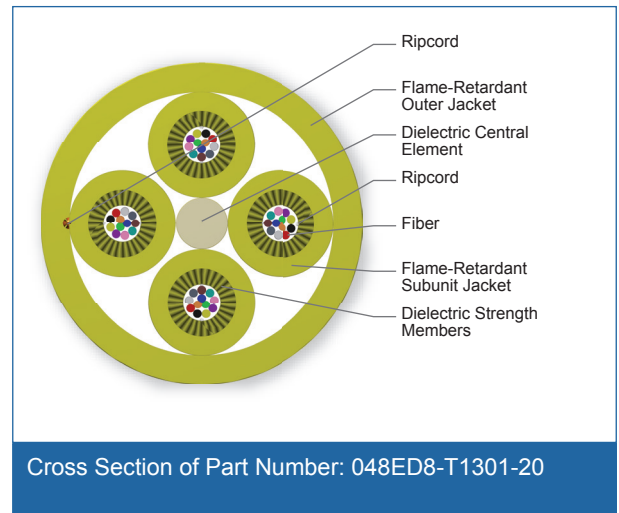 Ripcord
Flame-Retardant
Outer Jacket
Dielectric Central
Element
Ripcord
Fiber
Flame-Retardant
Subunit Jacket
Dielectric Strength
Members
Cross Section of Part Number: 048ED8-T1301-20